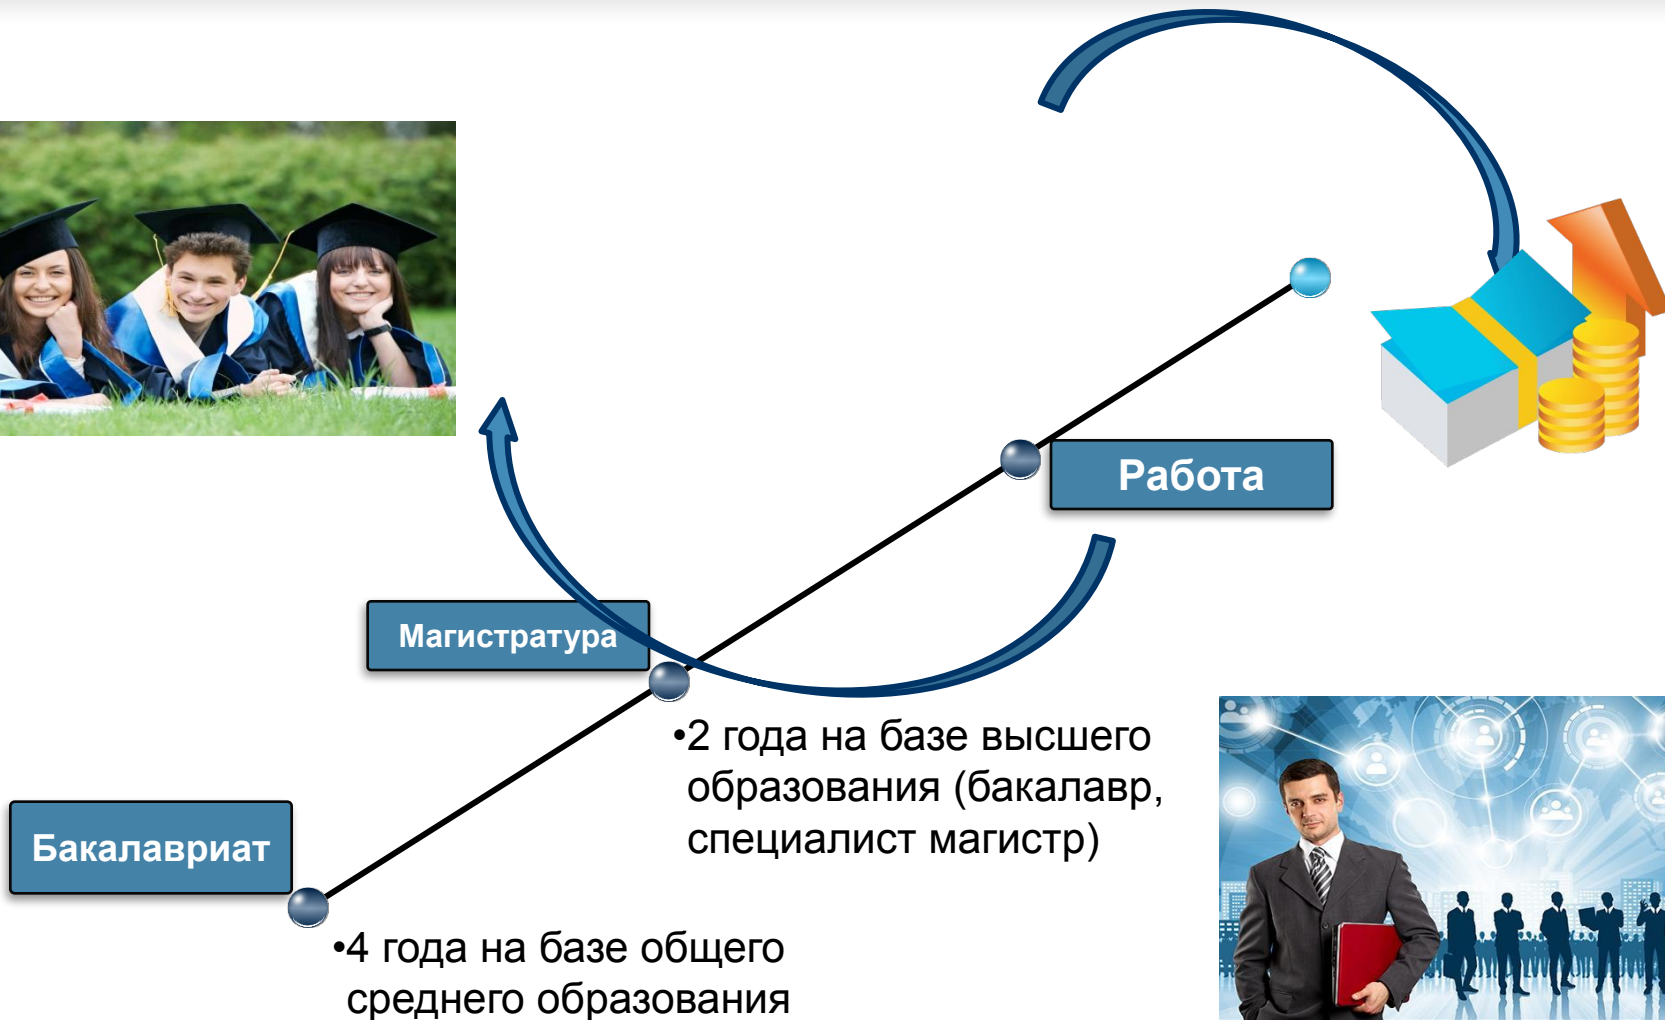 Работа
Магистратура
•2 года на базе высшего
образования (бакалавр,
специалист магистр)
Бакалавриат
•4 года на базе общего
среднего образования